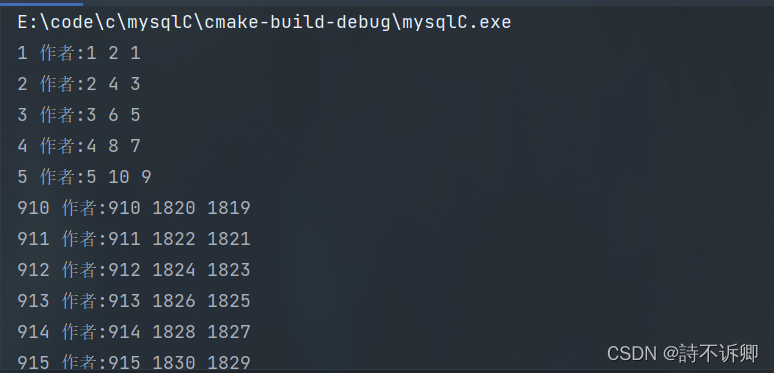 E:\code\c\mysqlC\cmake-build-debug\mysqlC.exe
1 作者:1 2 1
2 作者:2 4 3
3 作者:3 6 5
4 作者:4 8 7
5 作者:5 10 9
910 作者:910 1820 1819
911 作者:911 1822 1821
912 作者:912 1824 1823
913 作者:913 1826 1825
914 作者:914 1828 1827
915 作者:915 1830 1829
CSDN @詩不诉卿